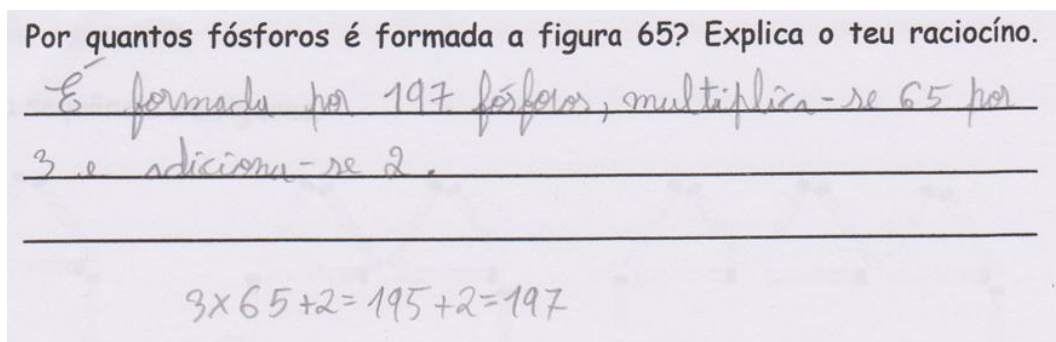 Por quantos fósforos é formada a figura 65? Explica o teu raciocíno.
É formada por 197 fósforos, multiplica-se 65 por
3 e adiciona-se 2.
3x65+2=195+2=197